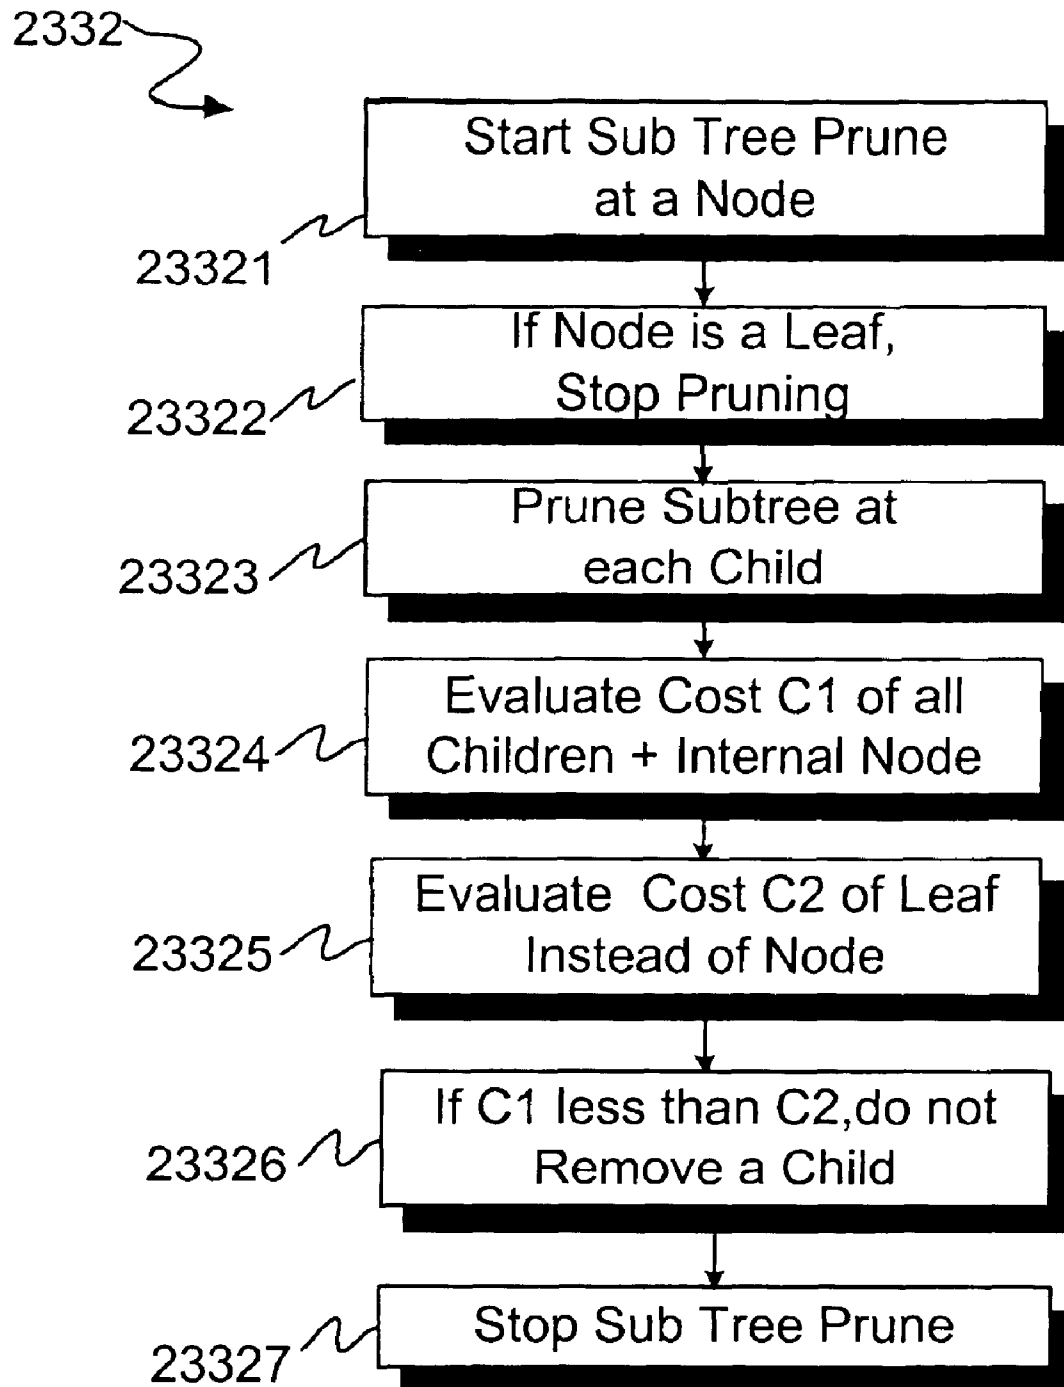 2332
Start Sub Tree Prune
at a Node
23321
If Node is a Leaf,
Stop Pruning
23322
Prune Subtree at
each Child
23323
Evaluate Cost C1 of all
Children + Internal Node
23324
Evaluate Cost C2 of Leaf
Instead of Node
23325
If C1 less than C2,do not
Remove a Child
23326
Stop Sub Tree Prune
23327